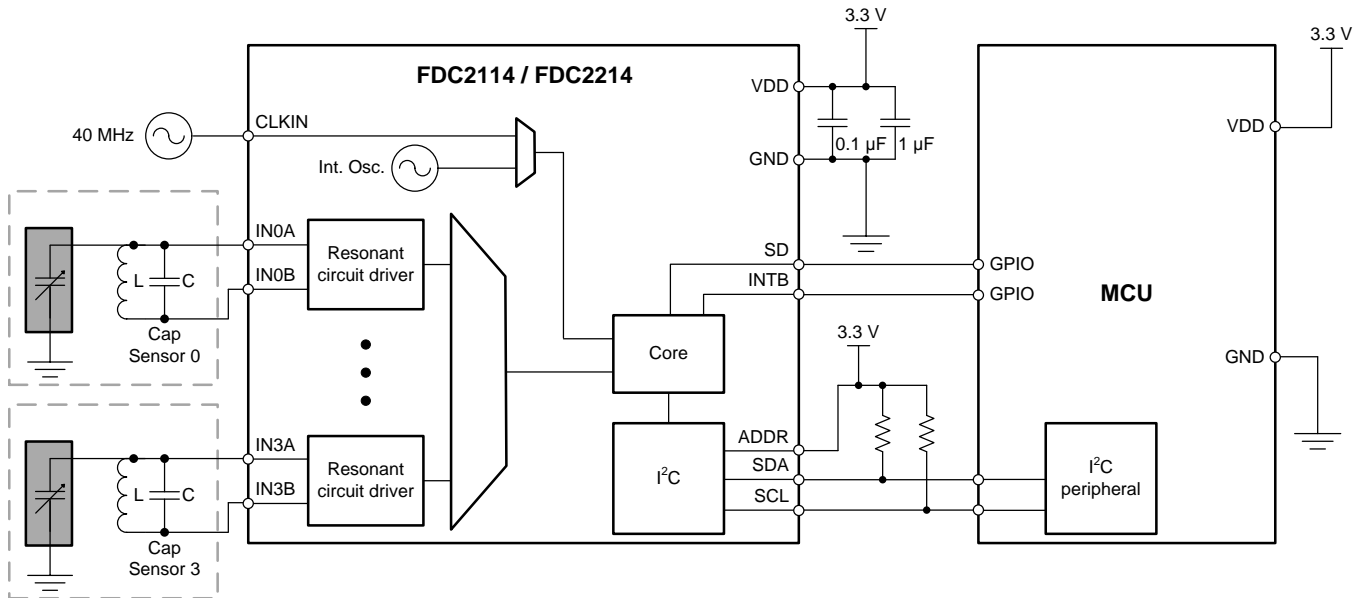 3.3 V
3.3 V
FDC2114 / FDC2214
VDD
40 MHz
CLKIN
0.1 µF
1 µF
VDD
Int. Osc.
GND
IN0A
Resonant
circuit driver
IN0B
L
C
Cap
Sensor 0
SD
GPIO
INTB
GPIO
MCU
Core
3.3 V
GND
IN3A
Resonant
circuit driver
IN3B
L
C
Cap
Sensor 3
ADDR
I²C
SDA
SCL
I²C
peripheral